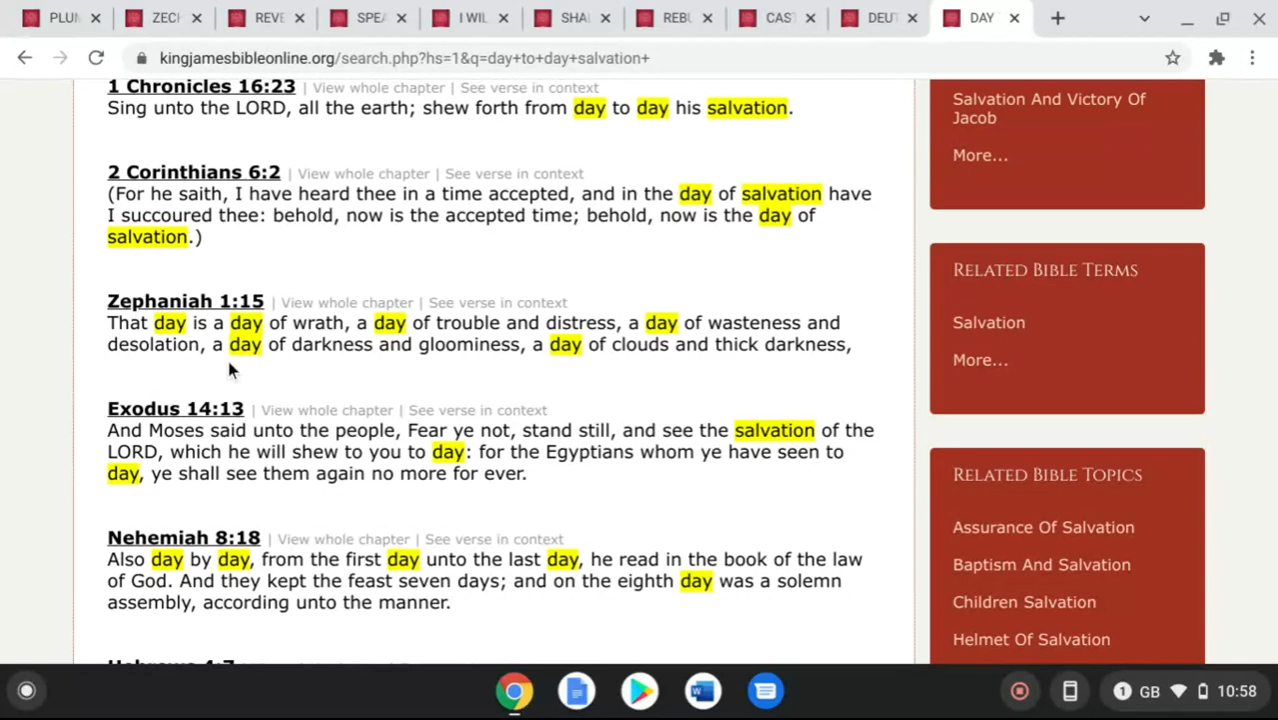 PLUN
ZECH
REVE
SPEA
I WIL
SHA
REBU
CAST
DEUT
DAY
kingjamesbibleonline.org/search.php?hs=1&q=day+to+day+salvation+
1 Chronicles 16:23 | View whole chapter | See verse in context
Sing unto the LORD, all the earth; shew forth from day to day his salvation.
2 Corinthians 6:2 | View whole chapter | See verse in context
(For he saith, I have heard thee in a time accepted, and in the day of salvation have
I succoured thee: behold, now is the accepted time; behold, now is the day of
salvation.)
Zephaniah 1:15 | View whole chapter | See verse in context
That day is a day of wrath, a day of trouble and distress, a day of wasteness and
desolation, a day of darkness and gloominess, a day of clouds and thick darkness,
Exodus 14:13 | View whole chapter | See verse in context
And Moses said unto the people, Fear ye not, stand still, and see the salvation of the
LORD, which he will shew to you to day: for the Egyptians whom ye have seen to
day, ye shall see them again no more for ever.
Nehemiah 8:18 | View whole chapter | See verse in context
Also day by day, from the first day unto the last day, he read in the book of the law
of God. And they kept the feast seven days; and on the eighth day was a solemn
assembly, according unto the manner.
Salvation And Victory Of
Jacob
More...
RELATED BIBLE TERMS
Salvation
More...
RELATED BIBLE TOPICS
Assurance Of Salvation
Baptism And Salvation
Children Salvation
Helmet Of Salvation
1 GB 10:58